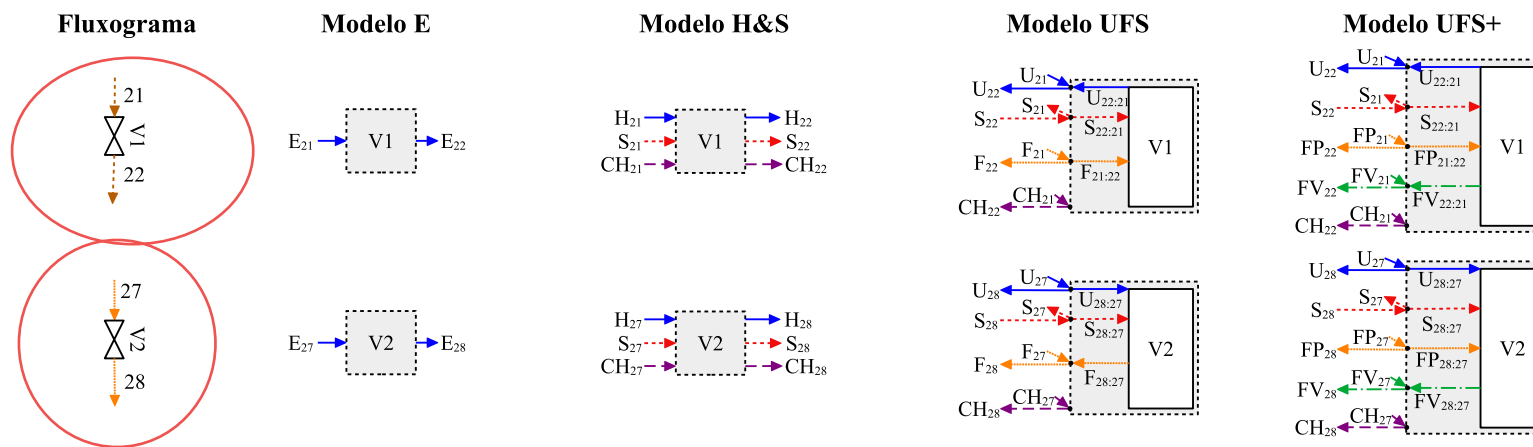 Fluxograma
Modelo E
Modelo H&S
Modelo UFS
Modelo UFS+
21
V1
22
E21
V1
E22
H21
S21
CH21
V1
H22
S22
CH22
U21
U22
U22:21
S21
S22
S22:21
F21
F22
F21:22
CH21
CH22
V1
U21
U22
U22:21
S21
S22
S22:21
FP21
FP22
FP21:22
FV21
FV22
FV22:21
CH21
CH22
V1
27
V2
28
E27
V2
E28
H27
S27
CH27
V2
H28
S28
CH28
U27
U28
U28:27
S27
S28
S28:27
F27
F28
F28:27
CH27
CH28
V2
U27
U28
U28:27
S27
S28
S28:27
FP27
FP28
FP28:27
FV27
FV28
FV28:27
CH27
CH28
V2